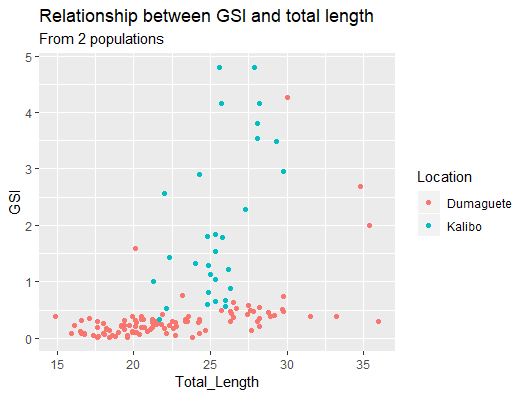 Relationship between GSI and total length
From 2 populations
5
4
3
2
1
0
GSI
15
20
25
30
35
Total_Length
Location
Dumaguete
Kalibo